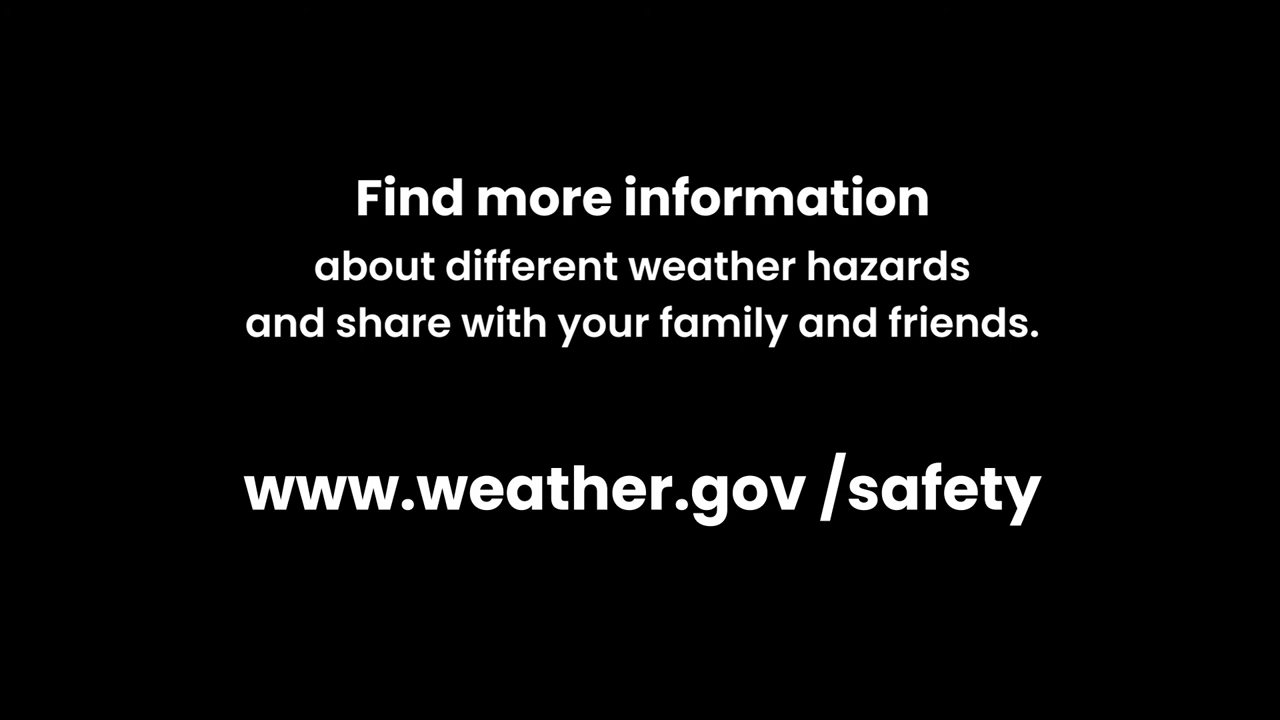 Find more information
about different weather hazards
and share with your family and friends.
www.weather.gov /safety